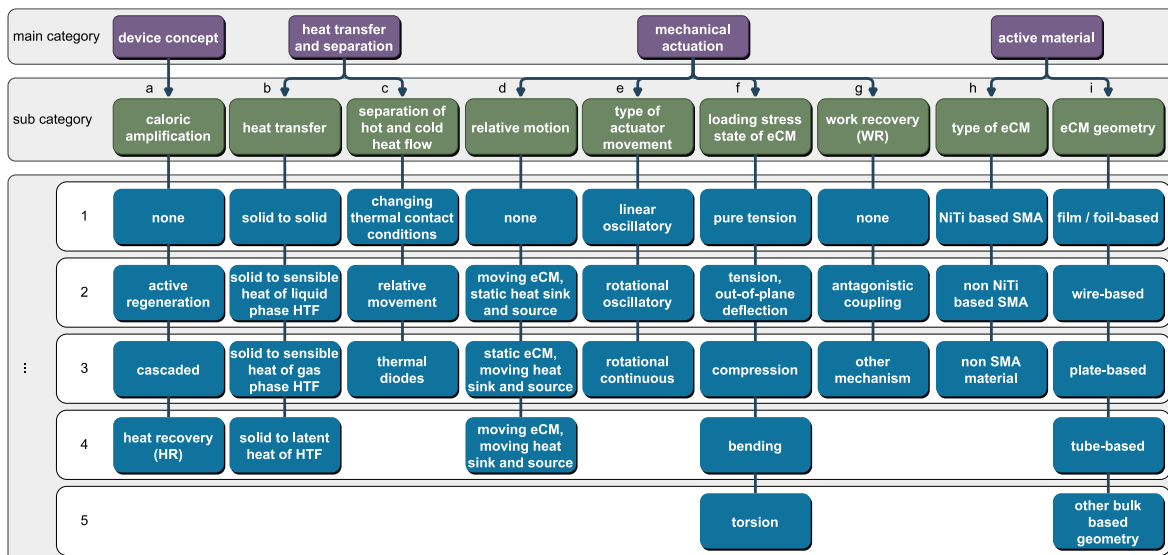 main category
device concept
heat transfer
and separation
mechanical
actuation
active material
sub category
a
b
c
d
e
f
g
h
i
caloric
amplification
heat transfer
separation of
hot and cold
heat flow
relative motion
type of
actuator
movement
loading stress
state of eCM
work recovery
(WR)
type of eCM
eCM geometry
1
none
solid to solid
changing
thermal contact
conditions
none
linear
oscillatory
pure tension
none
NiTi based SMA
film / foil-based
2
active
regeneration
solid to sensible
heat of liquid
phase HTF
relative
movement
moving eCM,
static heat sink
and source
rotational
oscillatory
tension,
out-of-plane
deflection
antagonistic
coupling
non NiTi
based SMA
wire-based
...
3
cascaded
solid to sensible
heat of gas
phase HTF
thermal
diodes
static eCM,
moving heat
sink and source
rotational
continuous
compression
other
mechanism
non SMA
material
plate-based
4
heat recovery
(HR)
solid to latent
heat of HTF
moving eCM,
moving heat
sink and source
bending
tube-based
5
torsion
other bulk
based
geometry